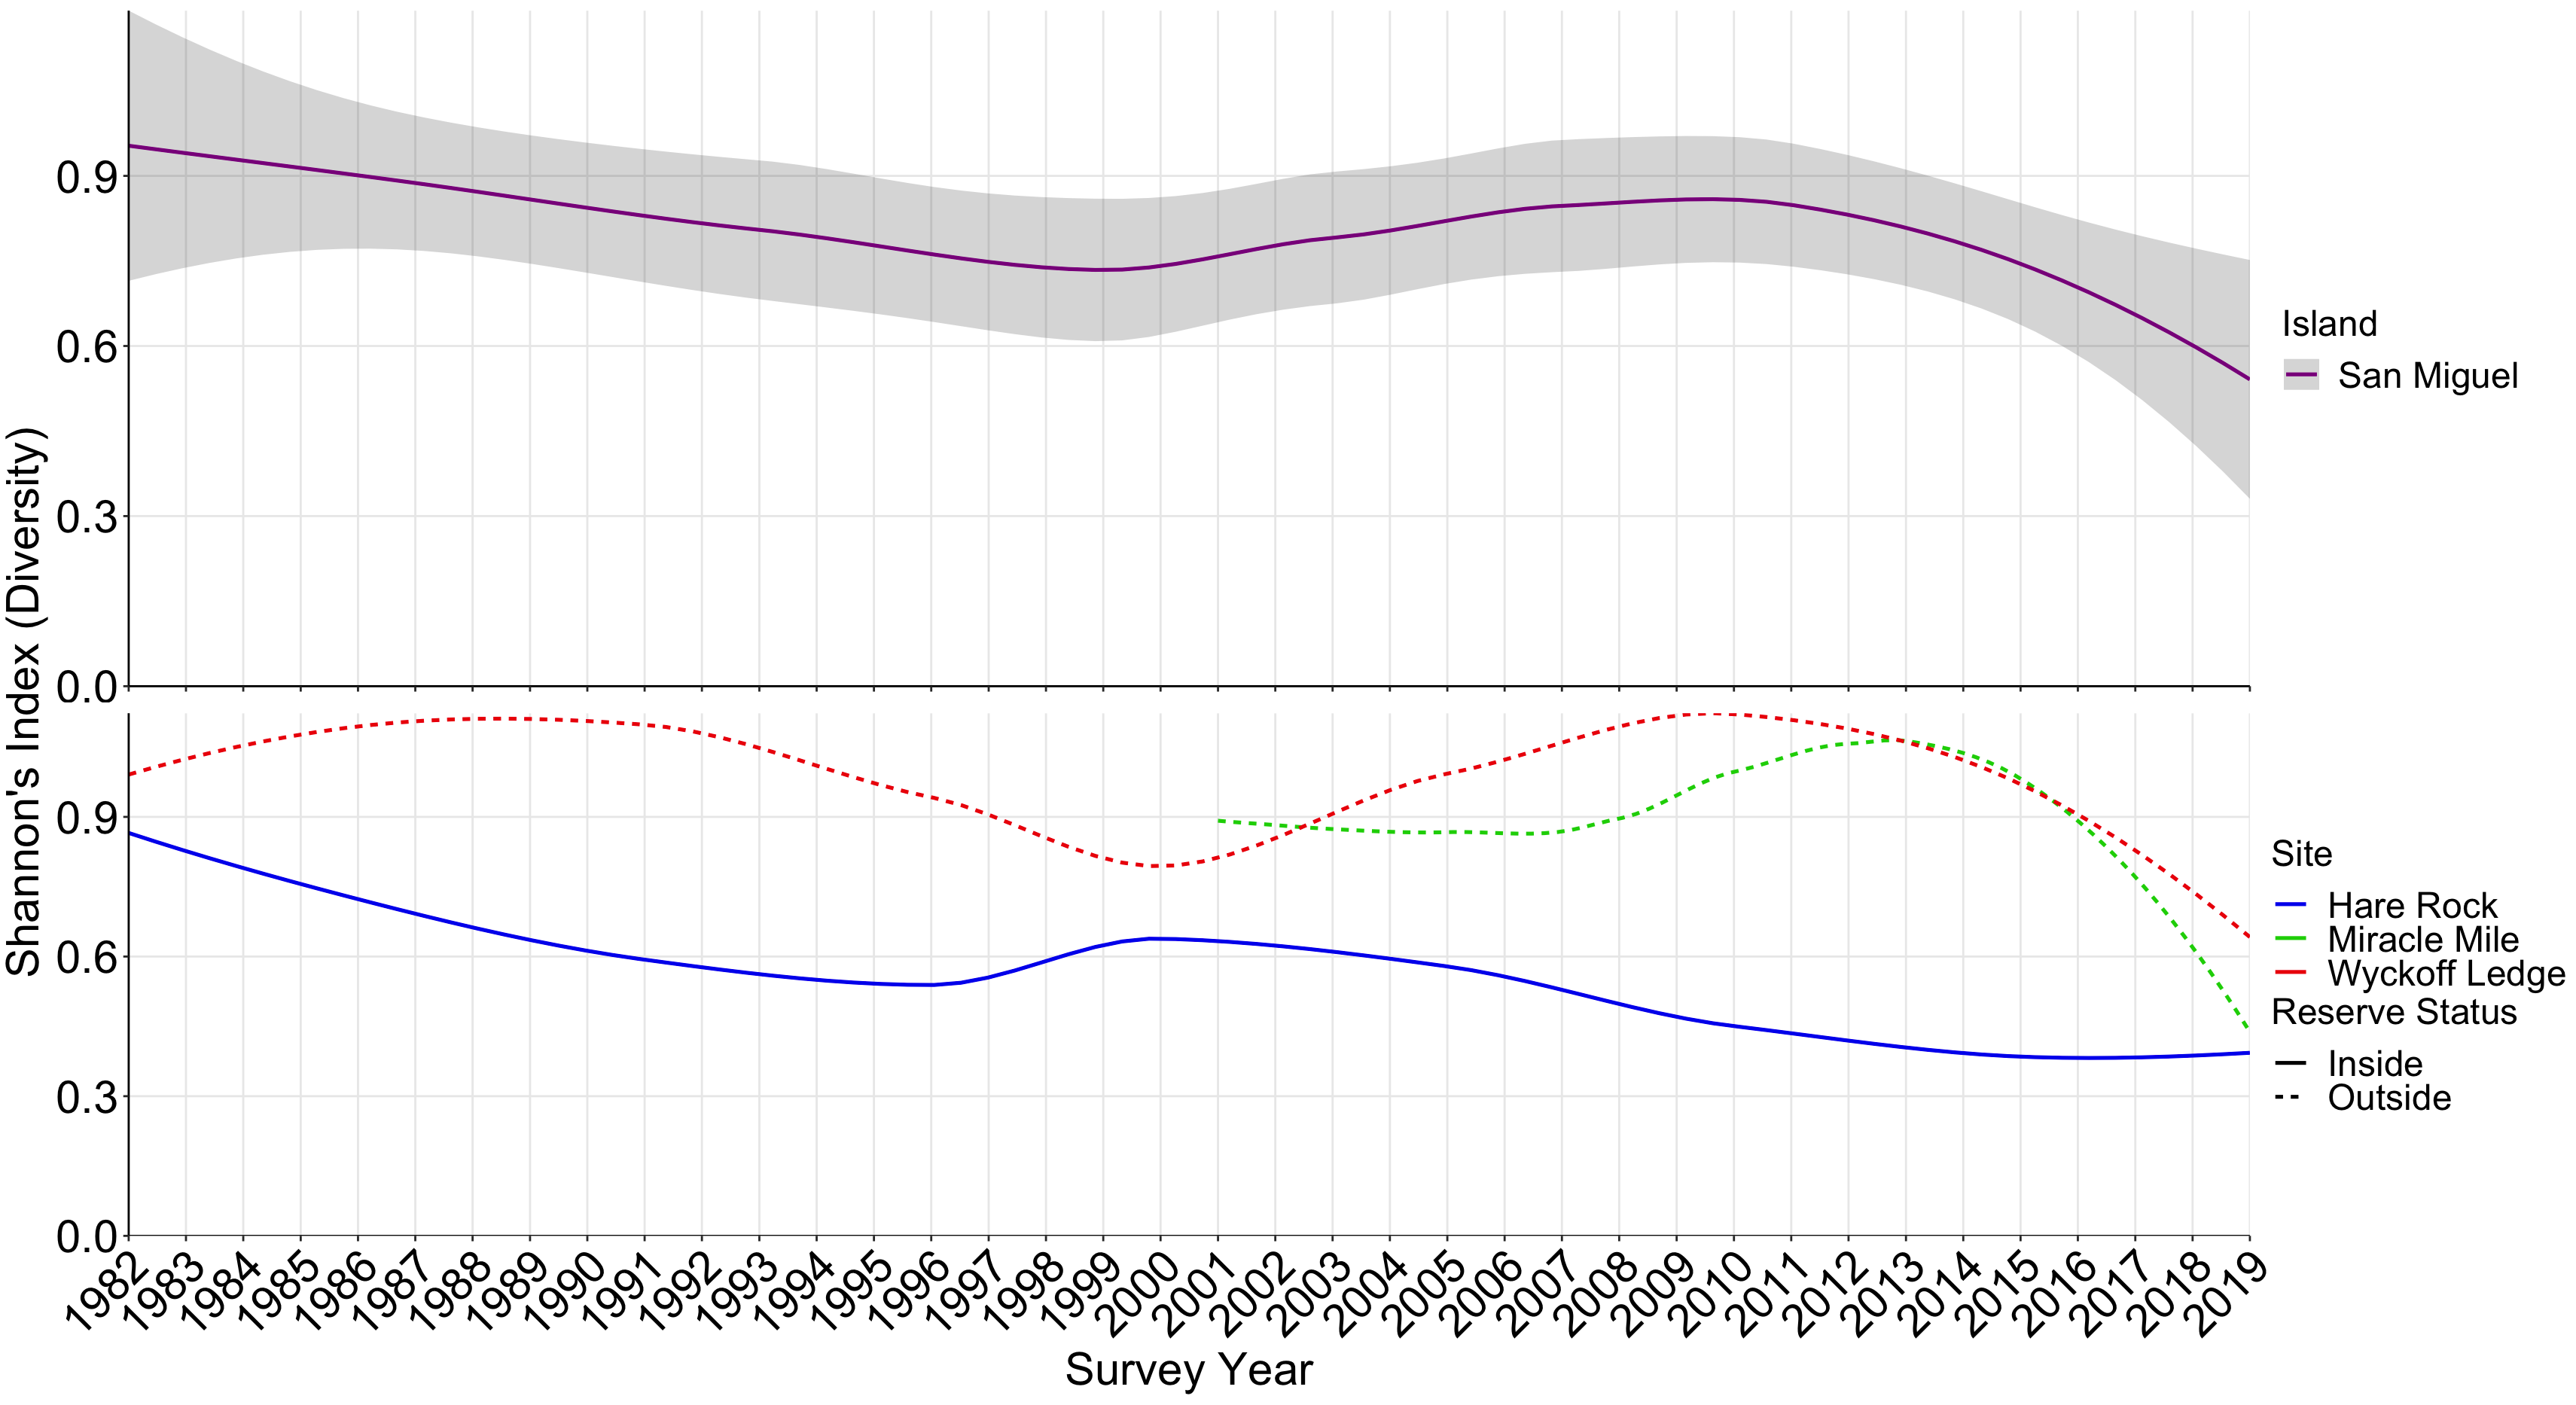 Shannon's Index (Diversity)
0.9
0.6
0.3
0.0
Island
San Miguel
0.9
0.6
0.3
0.0
Site
Hare Rock
Miracle Mile
Wyckoff Ledge
Reserve Status
Inside
Outside
1982 1983 1984 1985 1986 1987 1988 1989 1990 1991 1992 1993 1994 1995 1996 1997 1998 1999 2000 2001 2002 2003 2004 2005 2006 2007 2008 2009 2010 2011 2012 2013 2014 2015 2016 2017 2018 2019
Survey Year